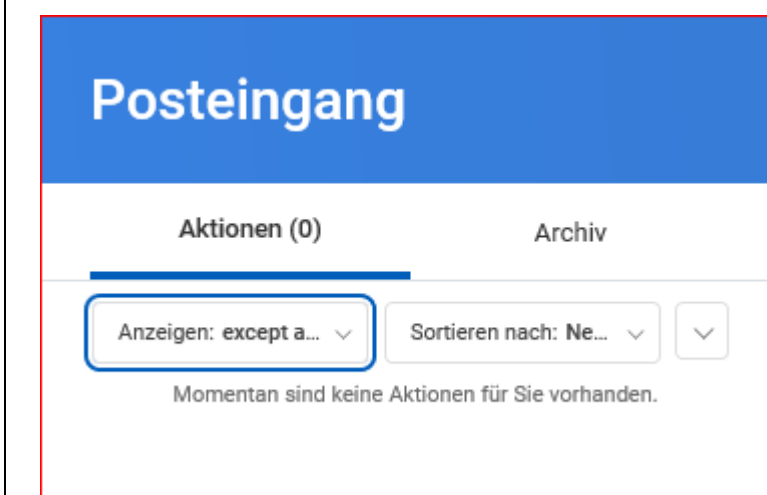 Posteingang
Aktionen (0) Archiv
Anzeigen: except a... Sortieren nach: Ne...
Momentan sind keine Aktionen für Sie vorhanden.